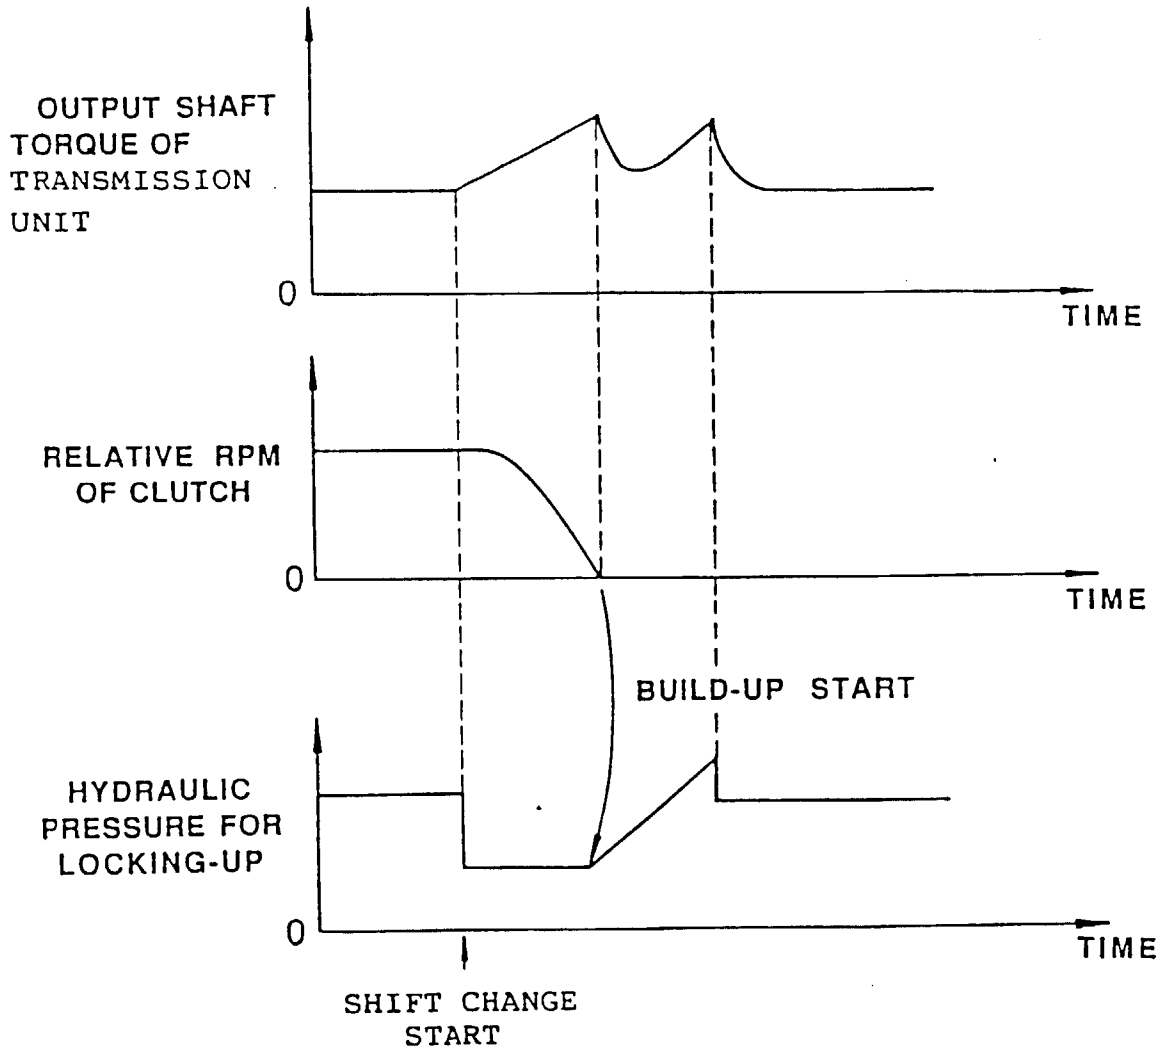 OUTPUT SHAFT
TORQUE OF
TRANSMISSION
UNIT
0
TIME
RELATIVE RPM
OF CLUTCH
0
TIME
BUILD-UP START
HYDRAULIC
PRESSURE FOR
LOCKING-UP
0
TIME
SHIFT CHANGE
START